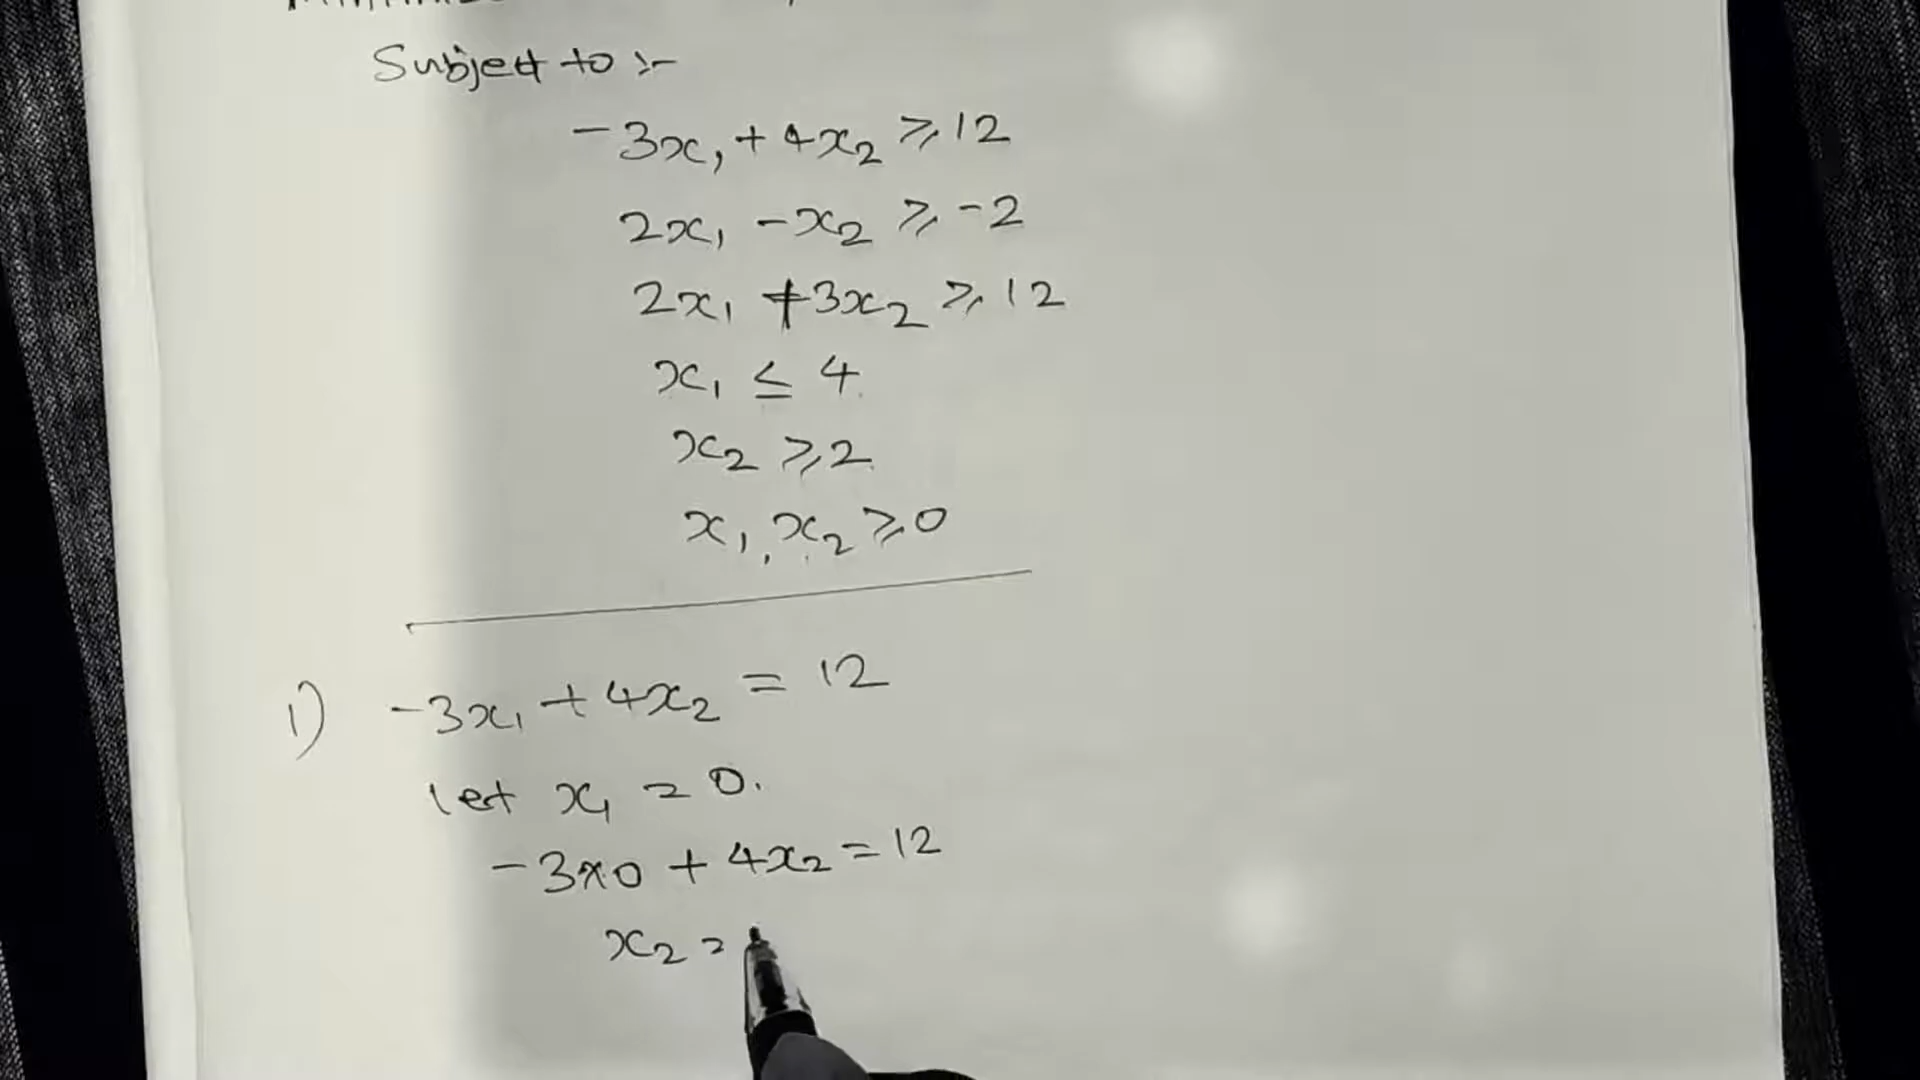 Subject to :-
-3x₁ + 4x₂ ≥ 12
2x₁ - x₂ ≥ -2
2x₁ + 3x₂ ≥ 12
x₁ ≤ 4
x₂ ≥ 2
x₁, x₂ ≥ 0
1) -3x₁ + 4x₂ = 12
let x₁ = 0.
-3×0 + 4x₂ = 12
x₂ =